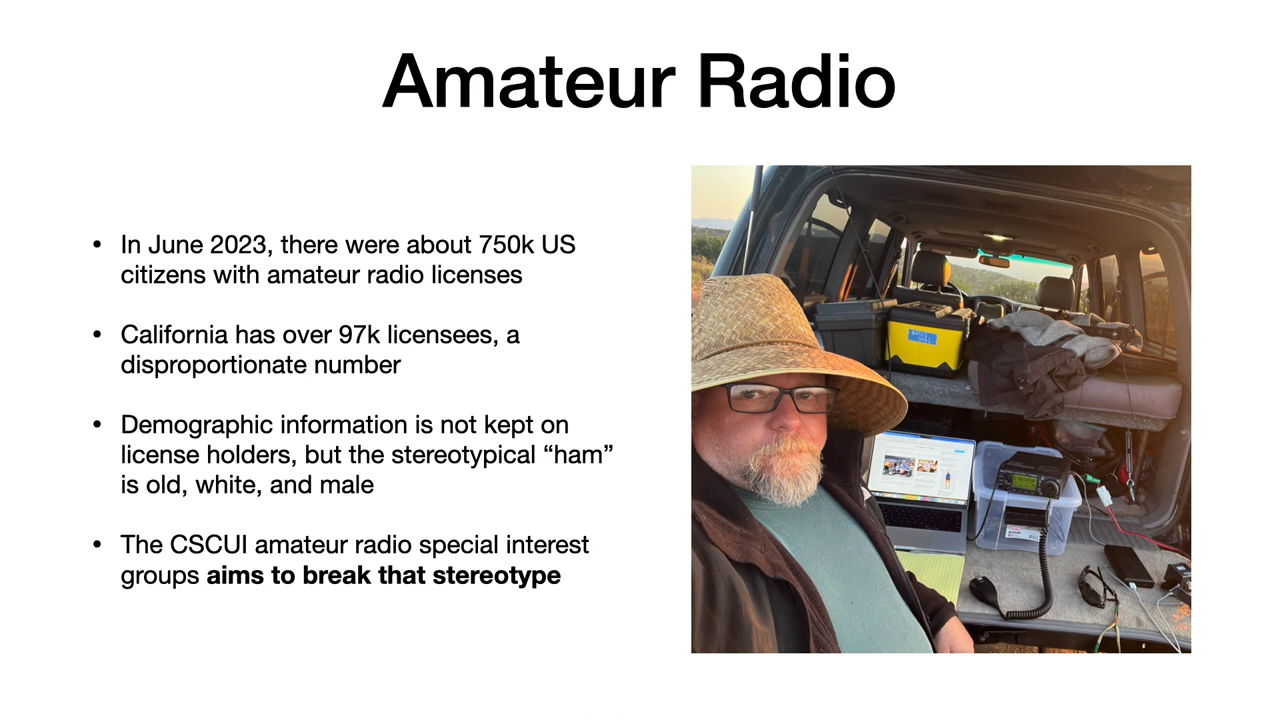 Amateur Radio
• In June 2023, there were about 750k US
citizens with amateur radio licenses
• California has over 97k licensees, a
disproportionate number
• Demographic information is not kept on
license holders, but the stereotypical “ham”
is old, white, and male
• The CSCUI amateur radio special interest
groups aims to break that stereotype